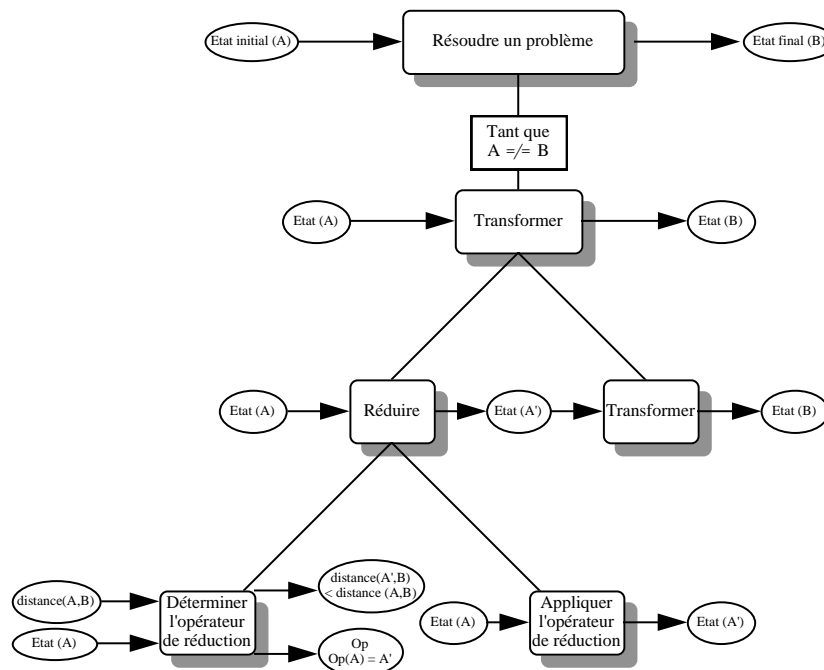 Etat initial (A)
Résoudre un problème
Etat final (B)
Tant que
A =/= B
Etat (A)
Transformer
Etat (B)
Etat (A)
Réduire
Etat (A')
Transformer
Etat (B)
distance(A,B)
Etat (A)
Déterminer
l'opérateur
de réduction
distance(A',B)
< distance (A,B)
Op
Op(A) = A'
Etat (A)
Appliquer
l'opérateur
de réduction
Etat (A')